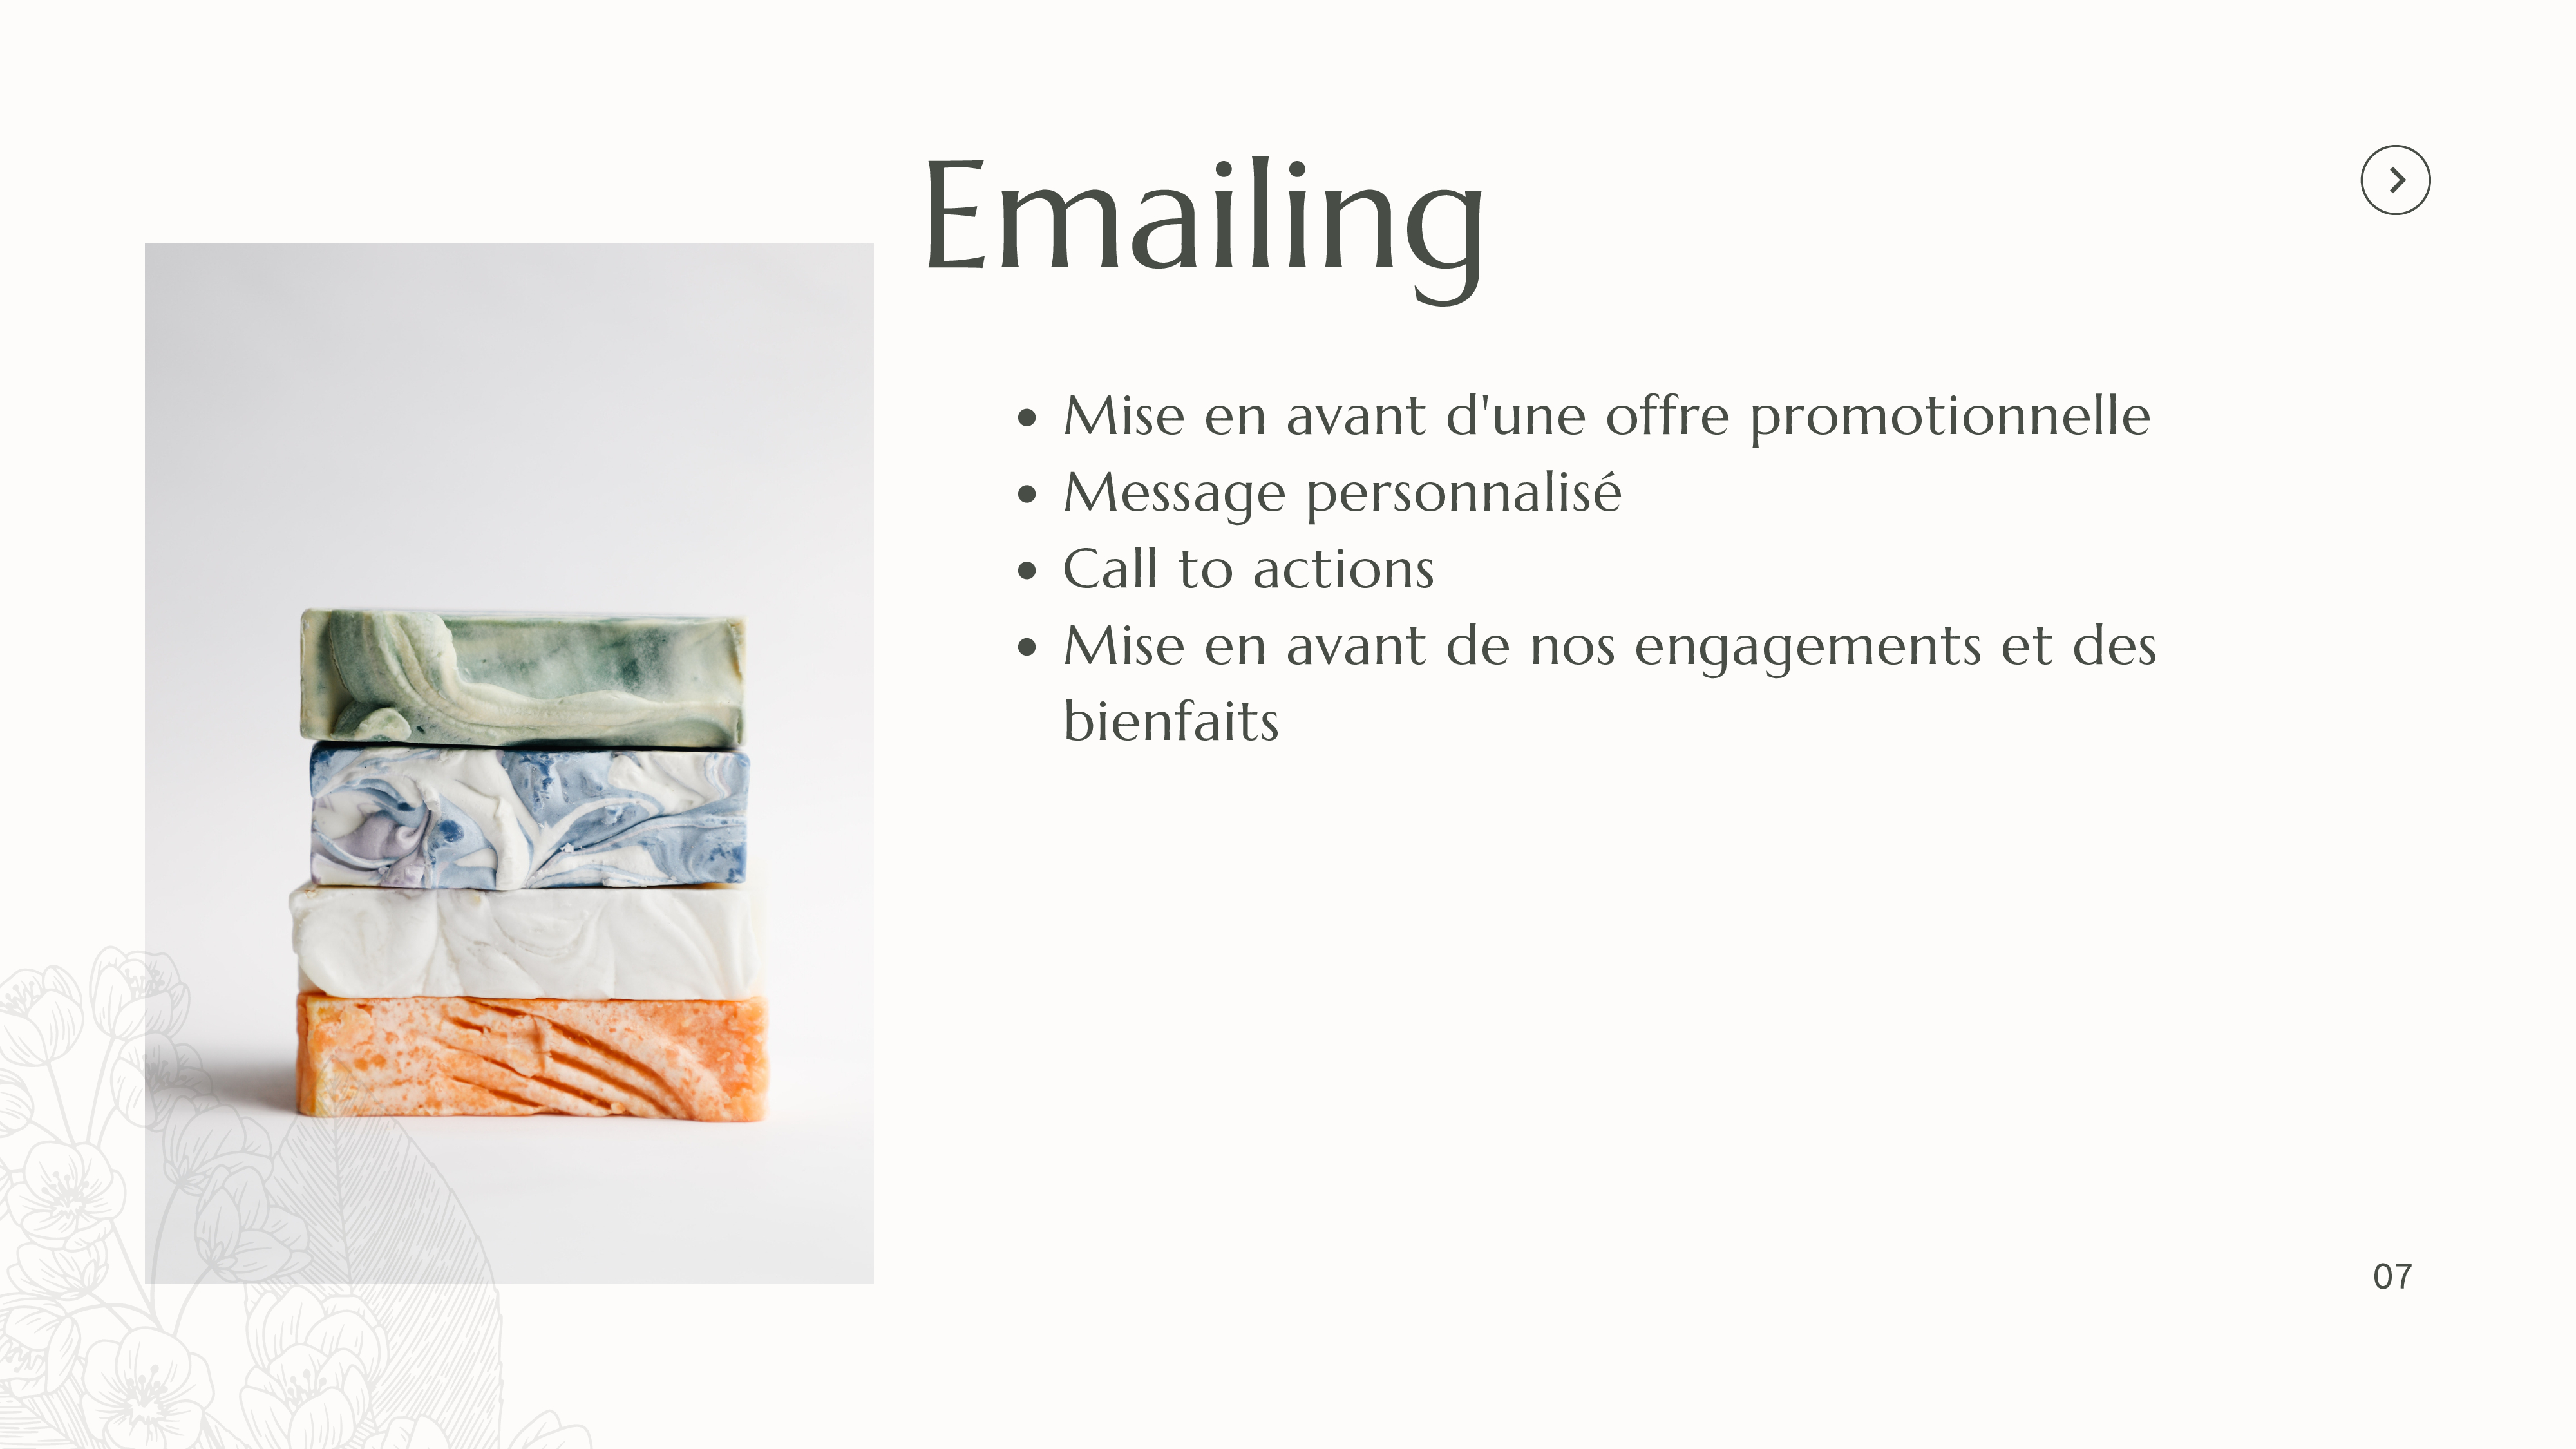 Emailing
• Mise en avant d'une offre promotionnelle
• Message personnalisé
• Call to actions
• Mise en avant de nos engagements et des
bienfaits
07